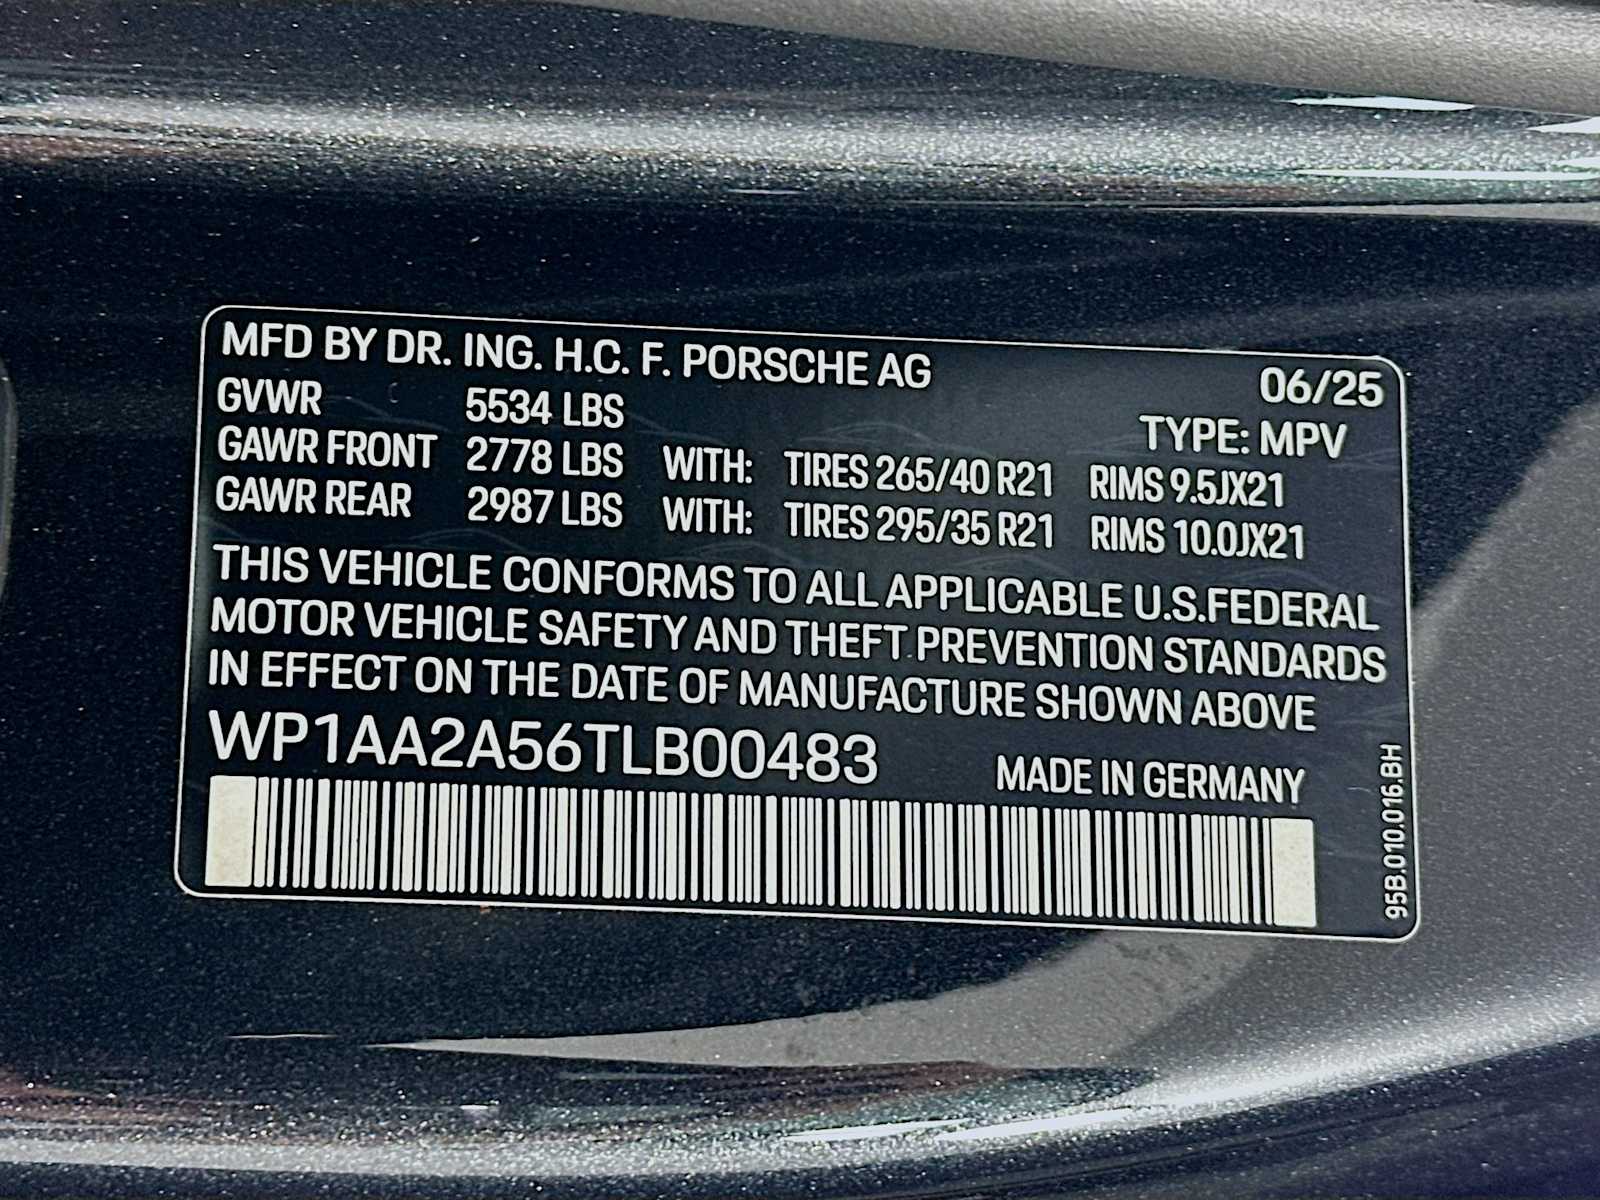 MFD BY DR. ING. H.C. F. PORSCHE AG 06/25
GVWR 5534 LBS TYPE: MPV
GAWR FRONT 2778 LBS WITH: TIRES 265/40 R21 RIMS 9.5JX21
GAWR REAR 2987 LBS WITH: TIRES 295/35 R21 RIMS 10.0JX21
THIS VEHICLE CONFORMS TO ALL APPLICABLE U.S.FEDERAL
MOTOR VEHICLE SAFETY AND THEFT PREVENTION STANDARDS
IN EFFECT ON THE DATE OF MANUFACTURE SHOWN ABOVE
WP1AA2A56TLB00483
MADE IN GERMANY
95B.010.016.BH